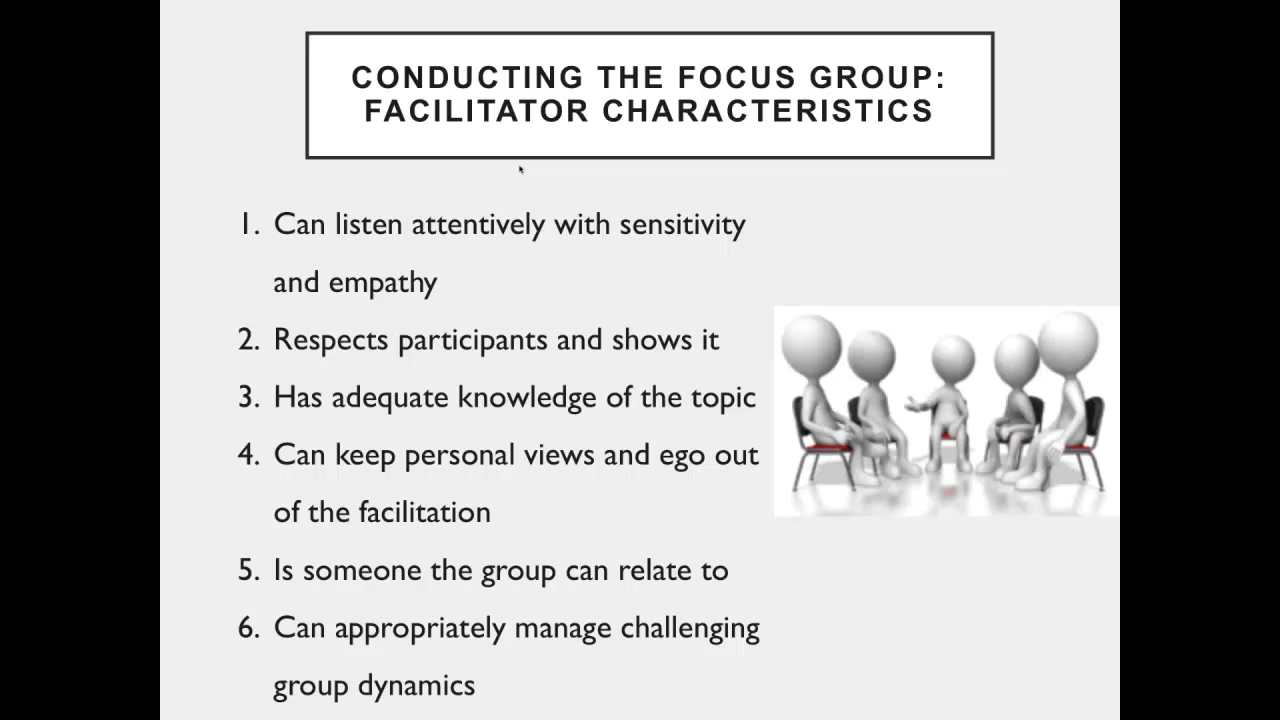 CONDUCTING THE FOCUS GROUP:
FACILITATOR CHARACTERISTICS
1. Can listen attentively with sensitivity
and empathy
2. Respects participants and shows it
3. Has adequate knowledge of the topic
4. Can keep personal views and ego out
of the facilitation
5. Is someone the group can relate to
6. Can appropriately manage challenging
group dynamics